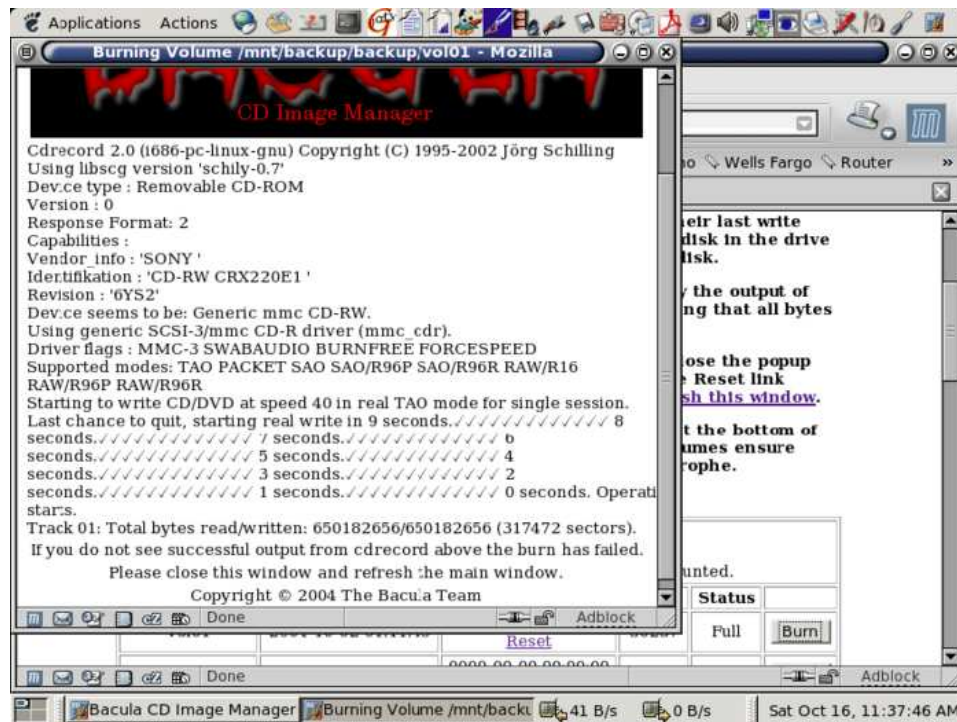 Applications Actions
Burning Volume /mnt/backup/backup/vol01 - Mozilla
CD Image Manager
Cdrecord 2.0 (i686-pc-linux-gnu) Copyright (C) 1995-2002 Jörg Schilling
Using libscg version 'schily-0.7'
Device type : Removable CD-ROM
Version : 0
Response Format: 2
Capabilities :
Vendor_info : 'SONY '
Identifikation : 'CD-RW CRX220E1 '
Revision : '6YS2'
Device seems to be: Generic mmc CD-RW.
Using generic SCSI-3/mmc CD-R driver (mmc_cdr).
Driver flags : MMC-3 SWABAUDIO BURNFREE FORCESPEED
Supported modes: TAO PACKET SAO SAO/R96P SAO/R96R RAW/R16
RAW/R96P RAW/R96R
Starting to write CD/DVD at speed 40 in real TAO mode for single session.
Last chance to quit, starting real write in 9 seconds.✓✓✓✓✓✓✓✓✓✓✓✓✓ 8
seconds.✓✓✓✓✓✓✓✓✓✓✓✓✓ 7 seconds.✓✓✓✓✓✓✓✓✓✓✓✓✓ 6
seconds.✓✓✓✓✓✓✓✓✓✓✓✓✓ 5 seconds.✓✓✓✓✓✓✓✓✓✓✓✓✓ 4
seconds.✓✓✓✓✓✓✓✓✓✓✓✓✓ 3 seconds.✓✓✓✓✓✓✓✓✓✓✓✓✓ 2
seconds.✓✓✓✓✓✓✓✓✓✓✓✓✓ 1 seconds.✓✓✓✓✓✓✓✓✓✓✓✓✓ 0 seconds. Operati
starts.
Track 01: Total bytes read/written: 650182656/650182656 (317472 sectors).
If you do not see successful output from cdrecord above the burn has failed.
Please close this window and refresh the main window.
Copyright © 2004 The Bacula Team
Done Adblock
Wells Fargo Router »
eir last write
disk in the drive
lisk.
the output of
ng that all bytes
lose the popup
Reset link
sh this window.
t the bottom of
umes ensure
rophe.
unted.
Status
Reset Full Burn
Done Adblock
Bacula CD Image Manager Burning Volume /mnt/backu 41 B/s 0 B/s Sat Oct 16, 11:37:46 AM